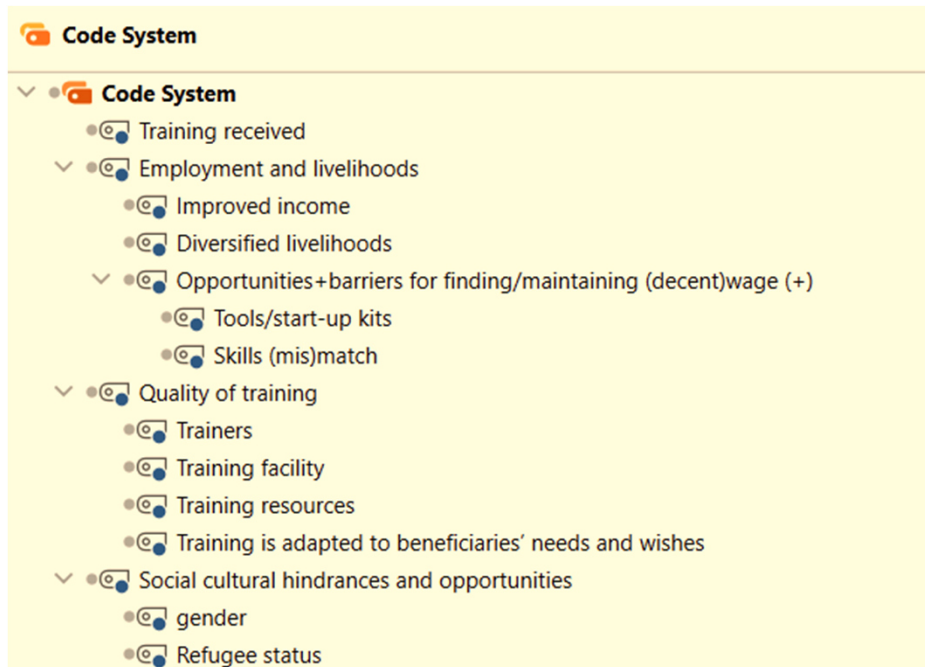 Code System
Code System
Training received
Employment and livelihoods
Improved income
Diversified livelihoods
Opportunities+barriers for finding/maintaining (decent)wage (+)
Tools/start-up kits
Skills (mis)match
Quality of training
Trainers
Training facility
Training resources
Training is adapted to beneficiaries’ needs and wishes
Social cultural hindrances and opportunities
gender
Refugee status